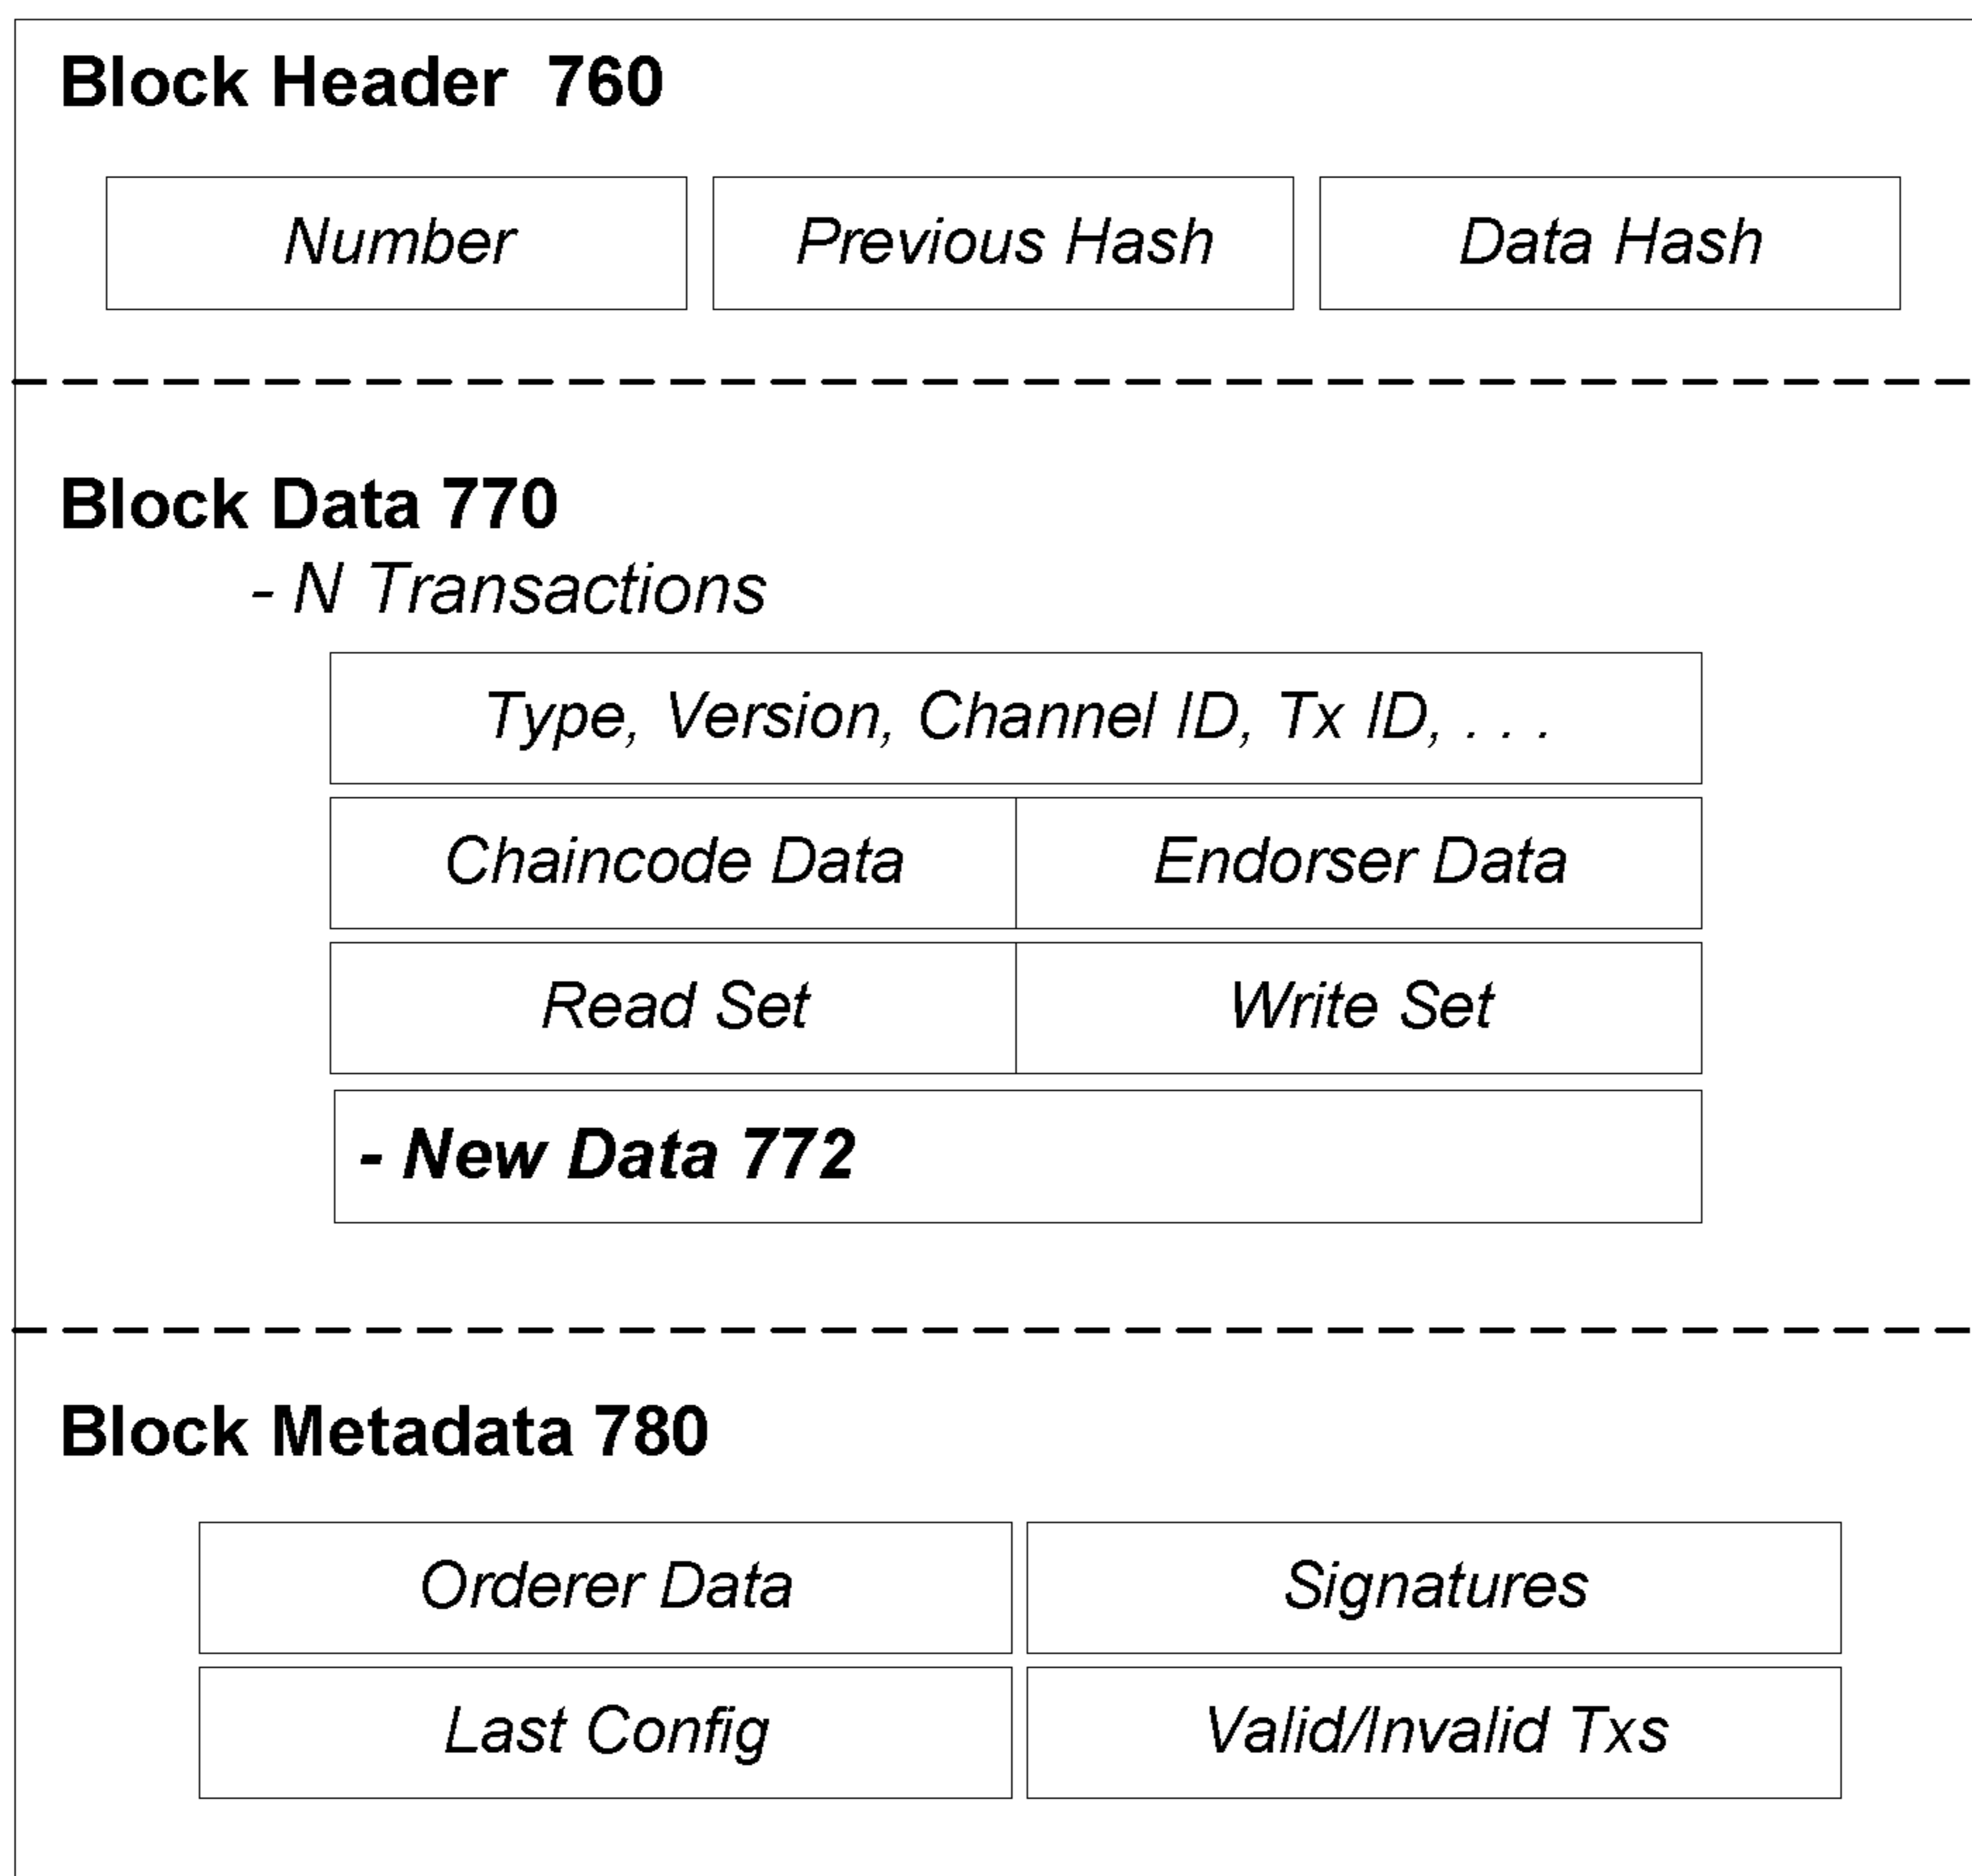 Block Header 760
Number
Previous Hash
Data Hash
Block Data 770
- N Transactions
Type, Version, Channel ID, Tx ID, . . .
Chaincode Data
Endorser Data
Read Set
Write Set
- New Data 772
Block Metadata 780
Orderer Data
Signatures
Last Config
Valid/Invalid Txs